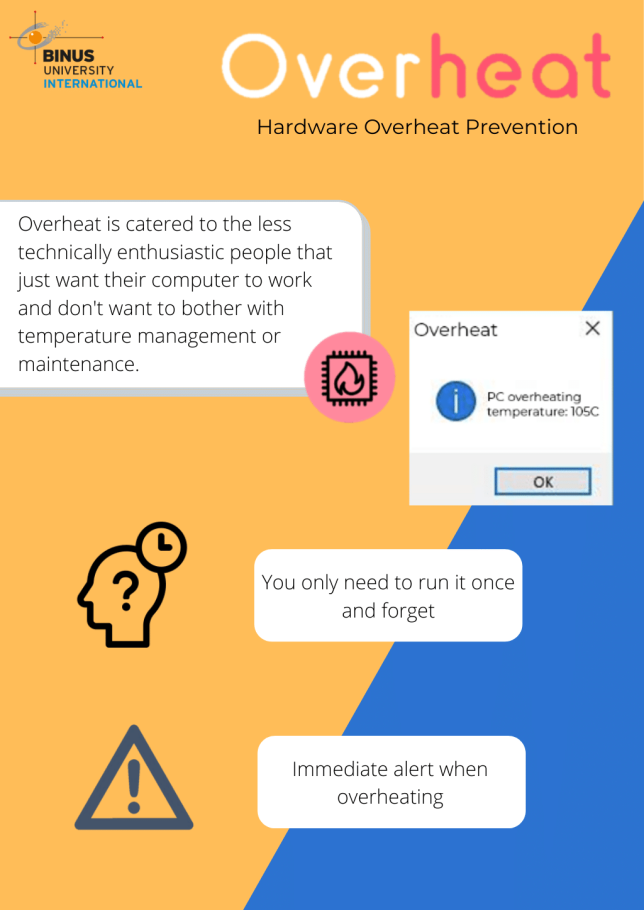 BINUS
UNIVERSITY
INTERNATIONAL
Overheat
Hardware Overheat Prevention
Overheat is catered to the less
technically enthusiastic people that
just want their computer to work
and don't want to bother with
temperature management or
maintenance.
Overheat
PC overheating
temperature: 105C
OK
You only need to run it once
and forget
Immediate alert when
overheating